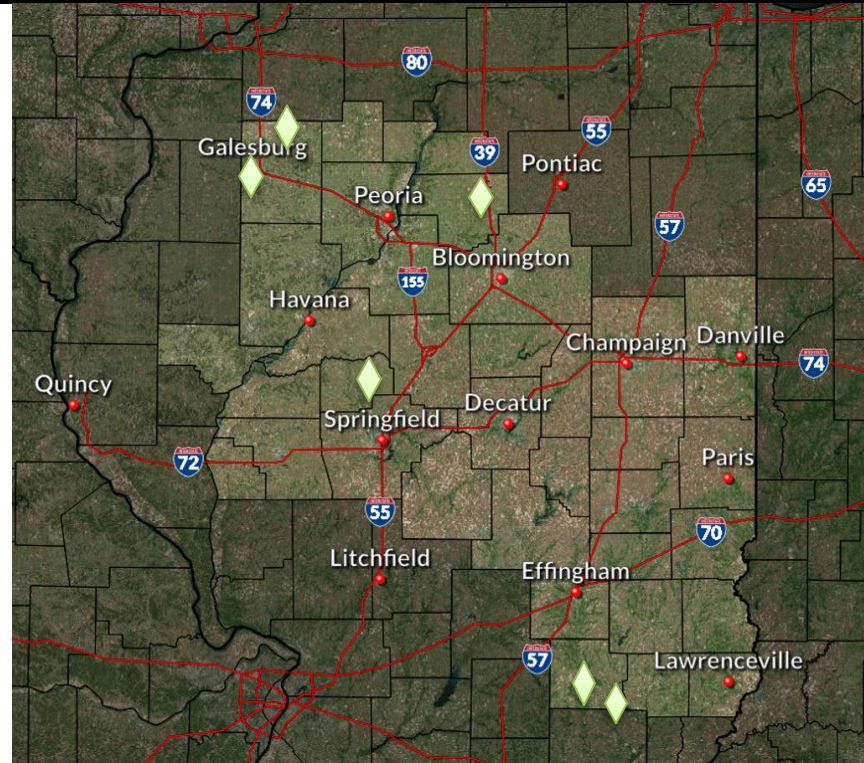 80
74
55
Galesburg
39
Pontiac
65
Peoria
57
Bloomington
155
Havana
Champaign
Danville
74
Quincy
Decatur
Springfield
72
Paris
55
70
Litchfield
Effingham
57
Lawrenceville